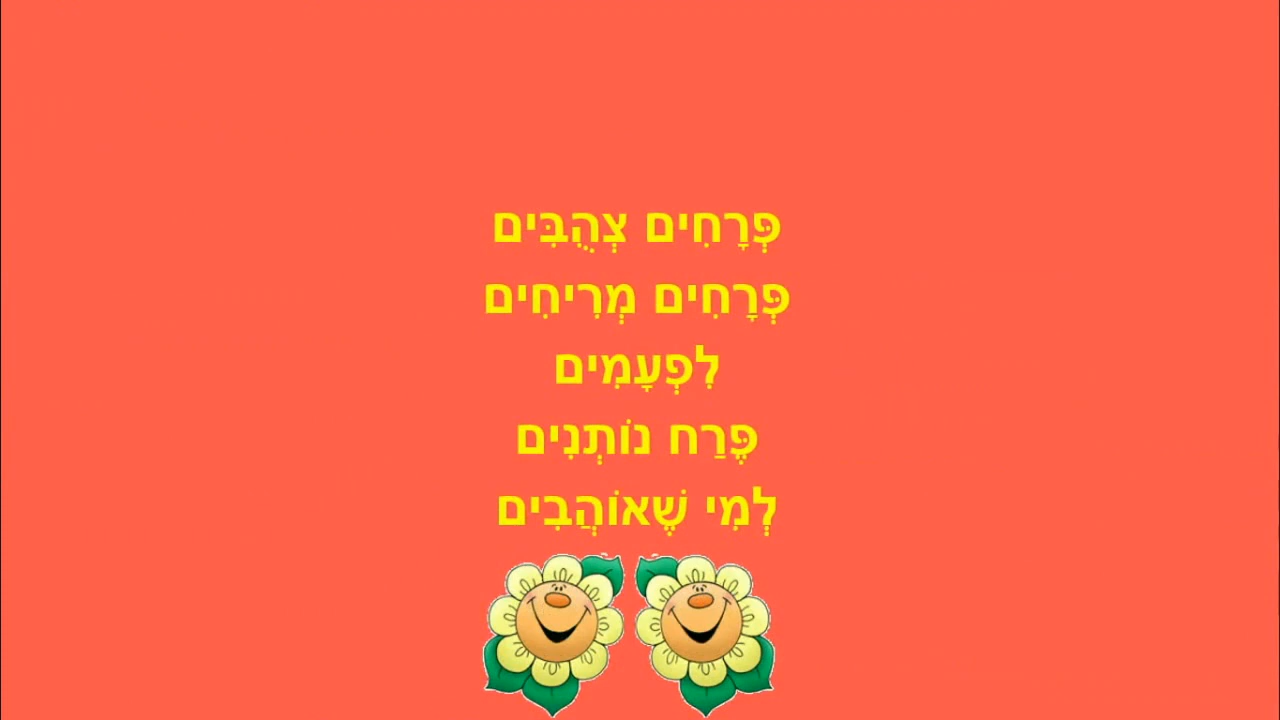 פְּרָחִים צְהֻבִּים
פְּרָחִים מְרִיחִים
לִפְעָמִים
פֶּרַח נוֹתְנִים
לְמִי שֶׁאוֹהֲבִים